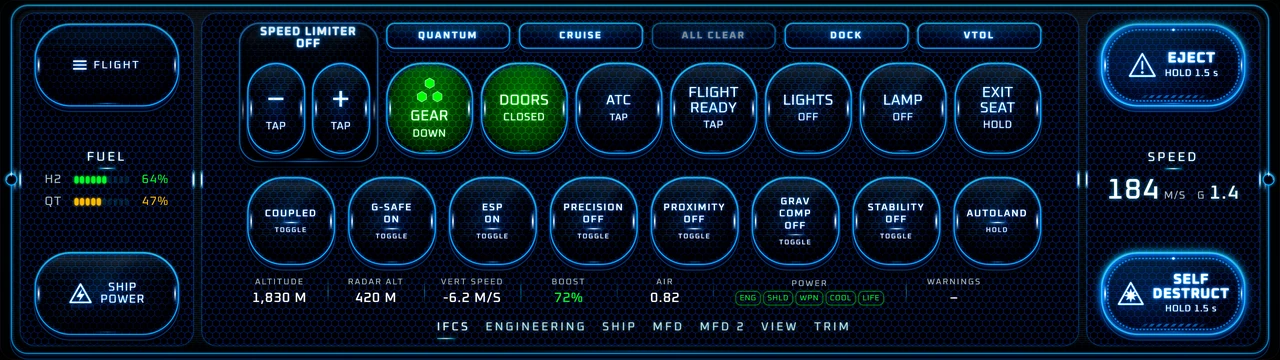 FLIGHT
FUEL
H2 64%
QT 47%
SHIP
POWER
SPEED LIMITER
OFF
− TAP
+ TAP
QUANTUM
CRUISE
ALL CLEAR
DOCK
VTOL
GEAR
DOWN
DOORS
CLOSED
ATC
TAP
FLIGHT
READY
TAP
LIGHTS
OFF
LAMP
OFF
EXIT
SEAT
HOLD
COUPLED
TOGGLE
G-SAFE
ON
TOGGLE
ESP
ON
TOGGLE
PRECISION
OFF
TOGGLE
PROXIMITY
OFF
TOGGLE
GRAV
COMP
OFF
TOGGLE
STABILITY
OFF
TOGGLE
AUTOLAND
HOLD
ALTITUDE
1,830 M
RADAR ALT
420 M
VERT SPEED
-6.2 M/S
BOOST
72%
AIR
0.82
POWER
ENG SHLD WPN COOL LIFE
WARNINGS
–
IFCS ENGINEERING SHIP MFD MFD 2 VIEW TRIM
EJECT
HOLD 1.5 s
SPEED
184 M/S G 1.4
SELF
DESTRUCT
HOLD 1.5 s